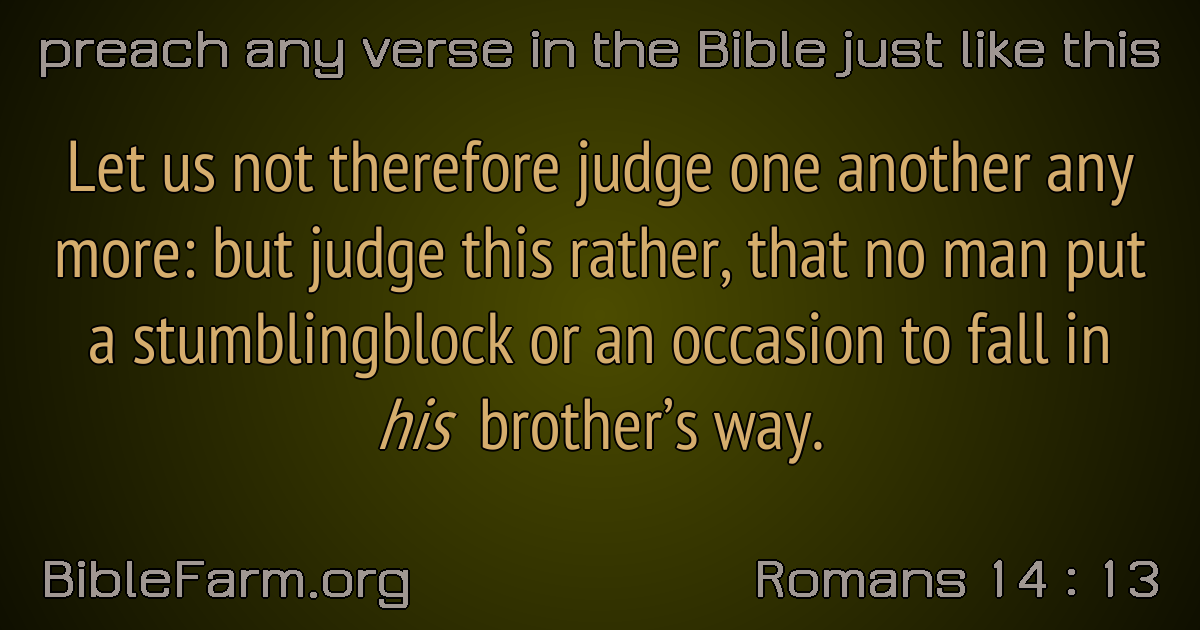 preach any verse in the Bible just like this
Let us not therefore judge one another any
more: but judge this rather, that no man put
a stumblingblock or an occasion to fall in
his brother’s way.
BibleFarm.org
Romans 14 : 13